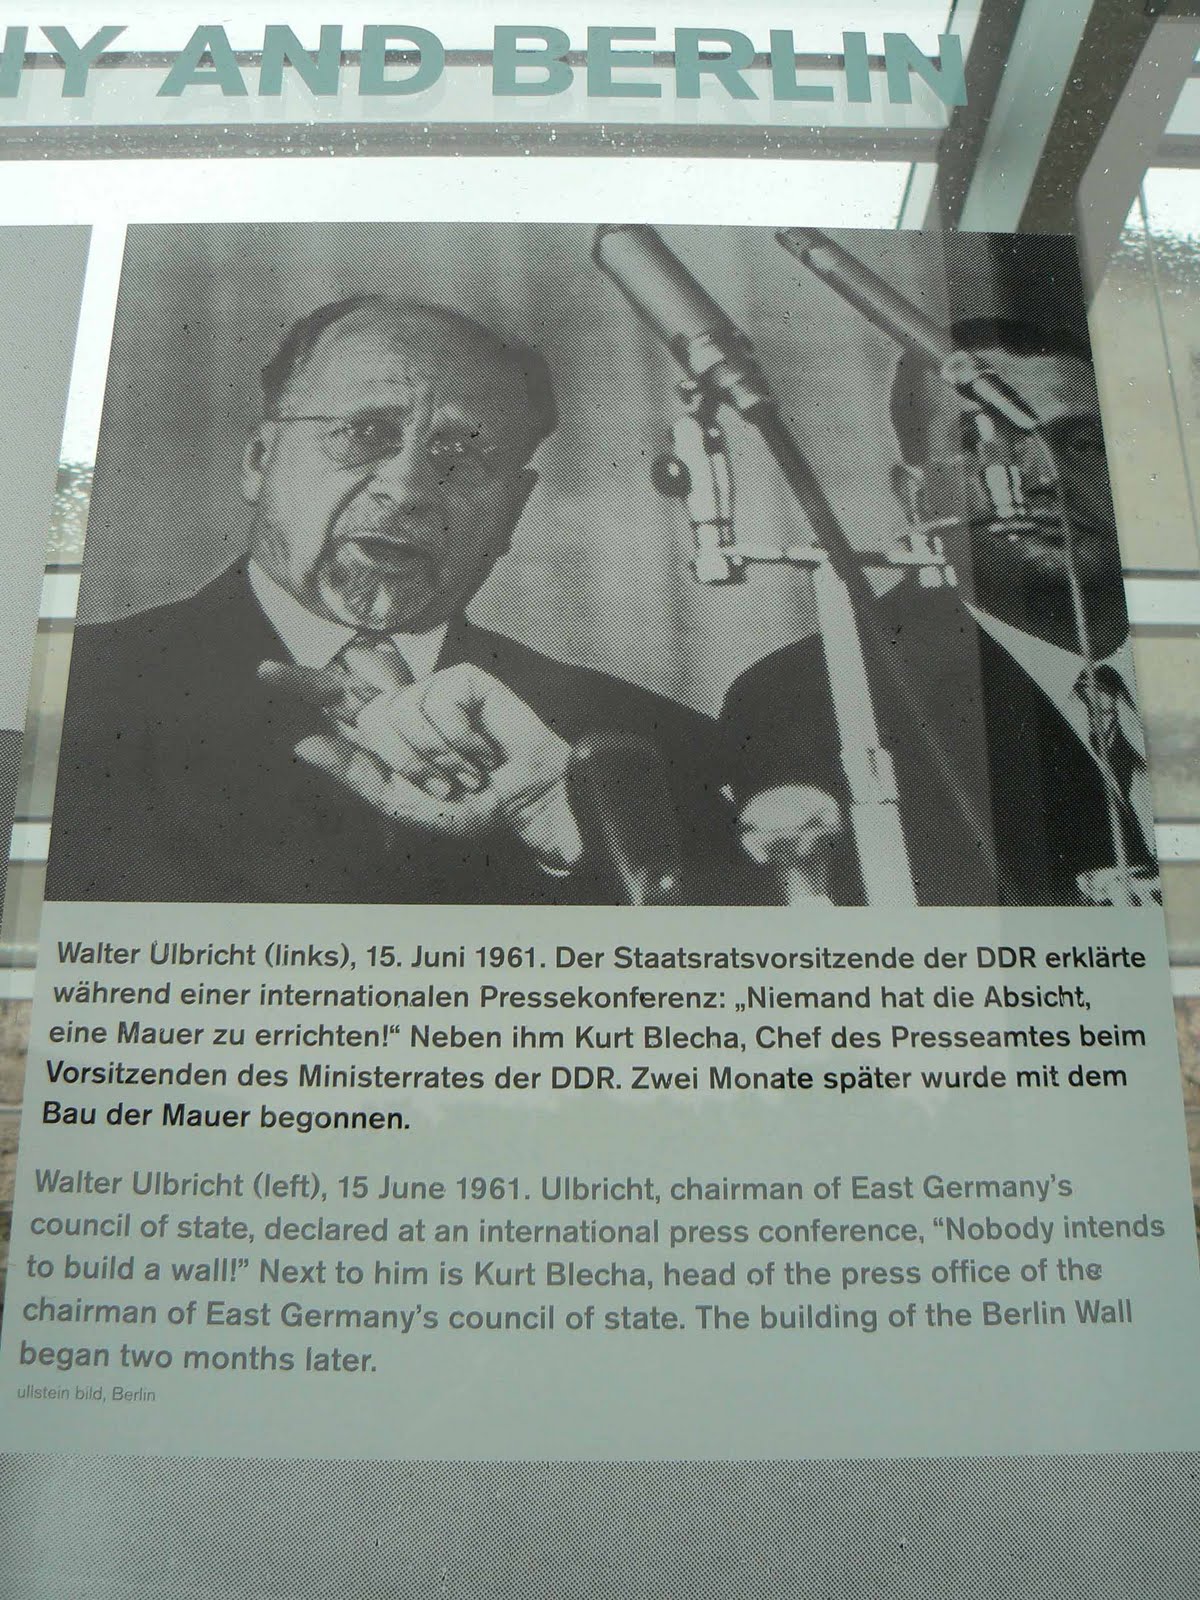 Y AND BERLIN
Walter Ulbricht (links), 15. Juni 1961. Der Staatsratsvorsitzende der DDR erklärte
während einer internationalen Pressekonferenz: „Niemand hat die Absicht,
eine Mauer zu errichten!“ Neben ihm Kurt Blecha, Chef des Presseamtes beim
Vorsitzenden des Ministerrates der DDR. Zwei Monate später wurde mit dem
Bau der Mauer begonnen.
Walter Ulbricht (left), 15 June 1961. Ulbricht, chairman of East Germany’s
council of state, declared at an international press conference, “Nobody intends
to build a wall!” Next to him is Kurt Blecha, head of the press office of the
chairman of East Germany’s council of state. The building of the Berlin Wall
began two months later.
ullstein bild, Berlin